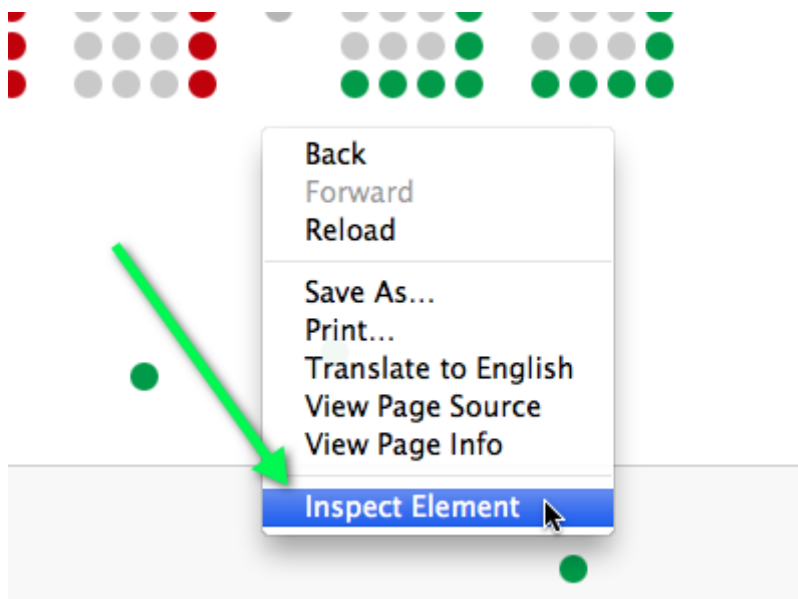 Back
Forward
Reload
Save As...
Print...
Translate to English
View Page Source
View Page Info
Inspect Element